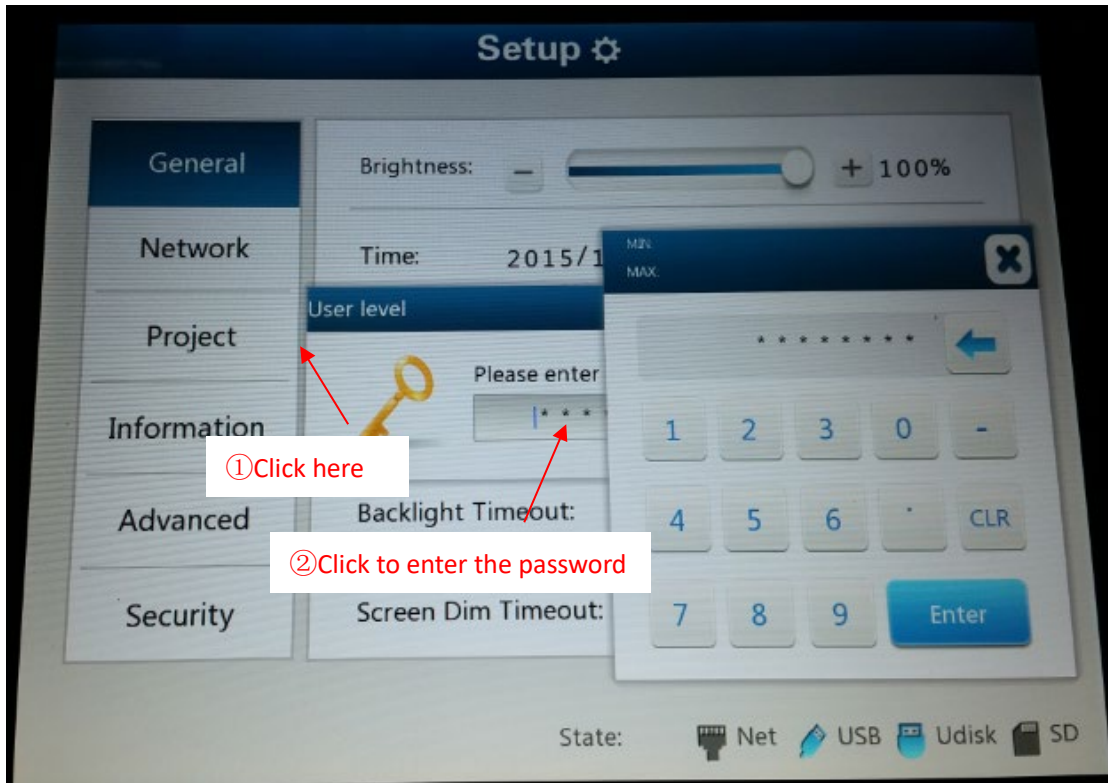 Setup
General
Brightness: - + 100%
Network
Time: 2015/1
MIN:
MAX:
User level
Project
* * * * * * * *
Please enter
* * * *
Information
1 2 3 0 -
①Click here
Advanced
Backlight Timeout:
4 5 6 . CLR
②Click to enter the password
Security
Screen Dim Timeout:
7 8 9 Enter
State: Net USB Udisk SD